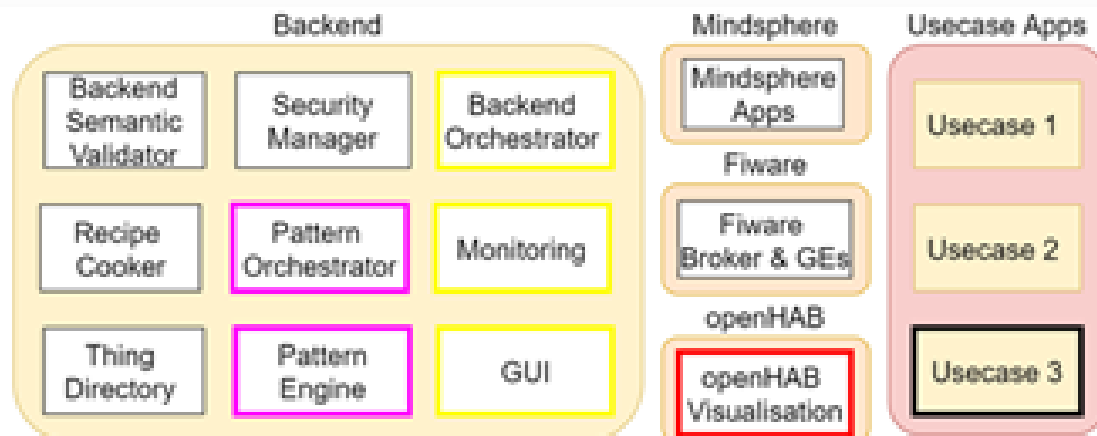 Backend
Backend
Semantic
Validator
Security
Manager
Backend
Orchestrator
Recipe
Cooker
Pattern
Orchestrator
Monitoring
Thing
Directory
Pattern
Engine
GUI
Mindsphere
Mindsphere
Apps
Fiware
Fiware
Broker & GEs
openHAB
openHAB
Visualisation
Usecase Apps
Usecase 1
Usecase 2
Usecase 3